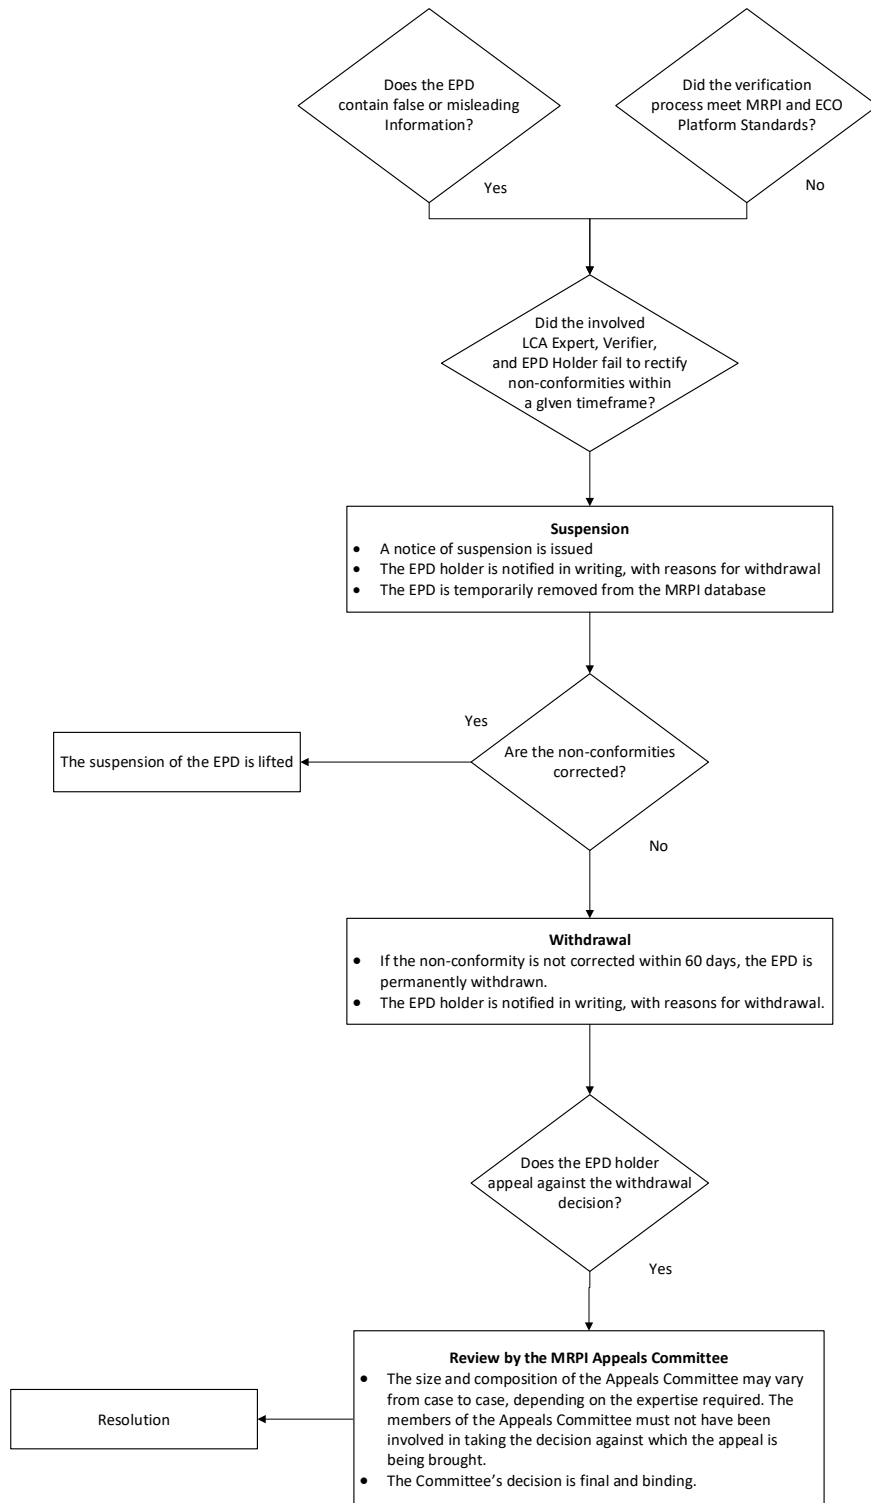 Does the EPD
contain false or misleading
Information?
Did the verification
process meet MRPI and ECO
Platform Standards?
Yes
No
Did the involved
LCA Expert, Verifier,
and EPD Holder fail to rectify
non-conformities within
a gIven timeframe?
Suspension
• A notice of suspension is issued
• The EPD holder is notified in writing, with reasons for withdrawal
• The EPD is temporarily removed from the MRPI database
Yes
The suspension of the EPD is lifted
Are the non-conformities
corrected?
No
Withdrawal
• If the non-conformity is not corrected within 60 days, the EPD is
permanently withdrawn.
• The EPD holder is notified in writing, with reasons for withdrawal.
Does the EPD holder
appeal against the withdrawal
decision?
Yes
Review by the MRPI Appeals Committee
• The size and composition of the Appeals Committee may vary
from case to case, depending on the expertise required. The
members of the Appeals Committee must not have been
involved in taking the decision against which the appeal is
being brought.
• The Committee’s decision is final and binding.
Resolution